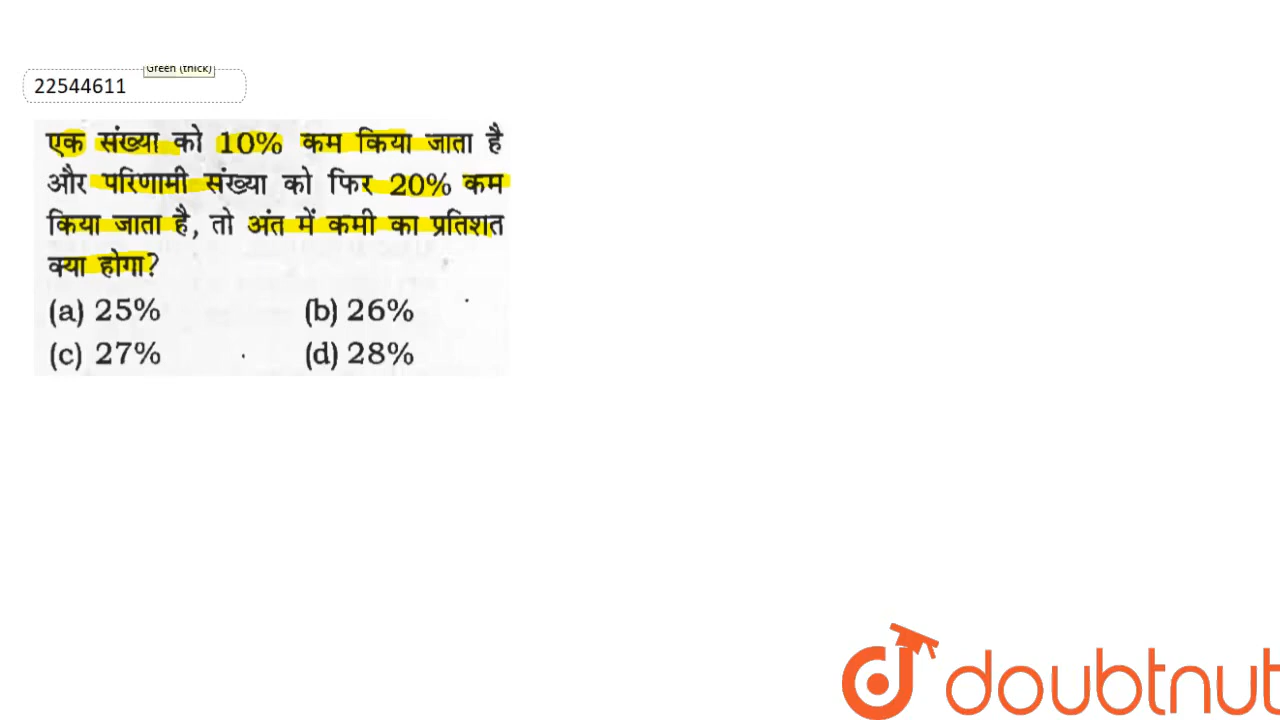 Green (thick)
22544611
एक संख्या को 10% कम किया जाता है
और परिणामी संख्या को फिर 20% कम
किया जाता है, तो अंत में कमी का प्रतिशत
क्या होगा?
(a) 25% (b) 26%
(c) 27% (d) 28%
doubtnut